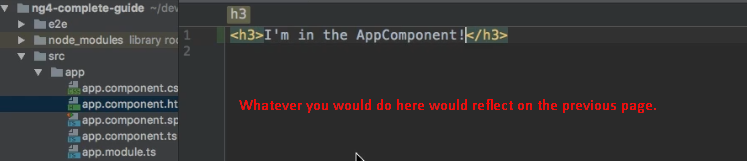 ng4-complete-guide ~/dev
e2e
node_modules library roo
src
app
app.component.cs
app.component.ht
app.component.sp
app.component.ts
app.module.ts
h3
1 <h3>I'm in the AppComponent!</h3>
2
Whatever you would do here would reflect on the previous page.